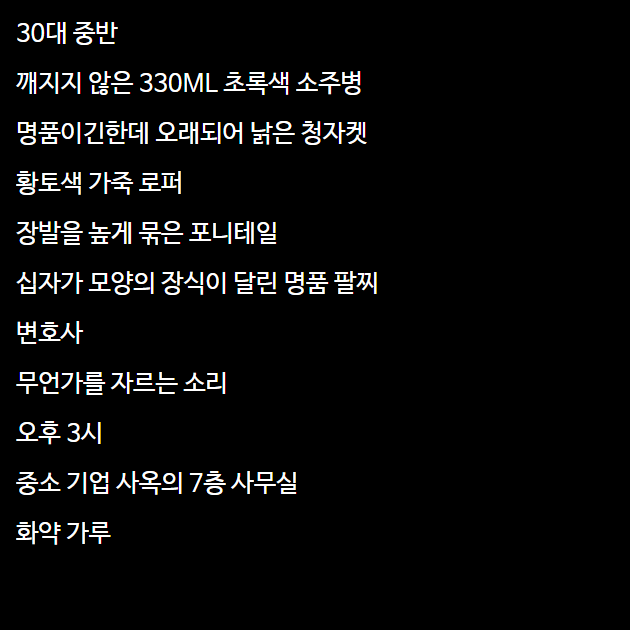 30대 중반
깨지지 않은 330ML 초록색 소주병
명품이긴한데 오래되어 낡은 청자켓
황토색 가죽 로퍼
장발을 높게 묶은 포니테일
십자가 모양의 장식이 달린 명품 팔찌
변호사
무언가를 자르는 소리
오후 3시
중소 기업 사옥의 7층 사무실
화약 가루